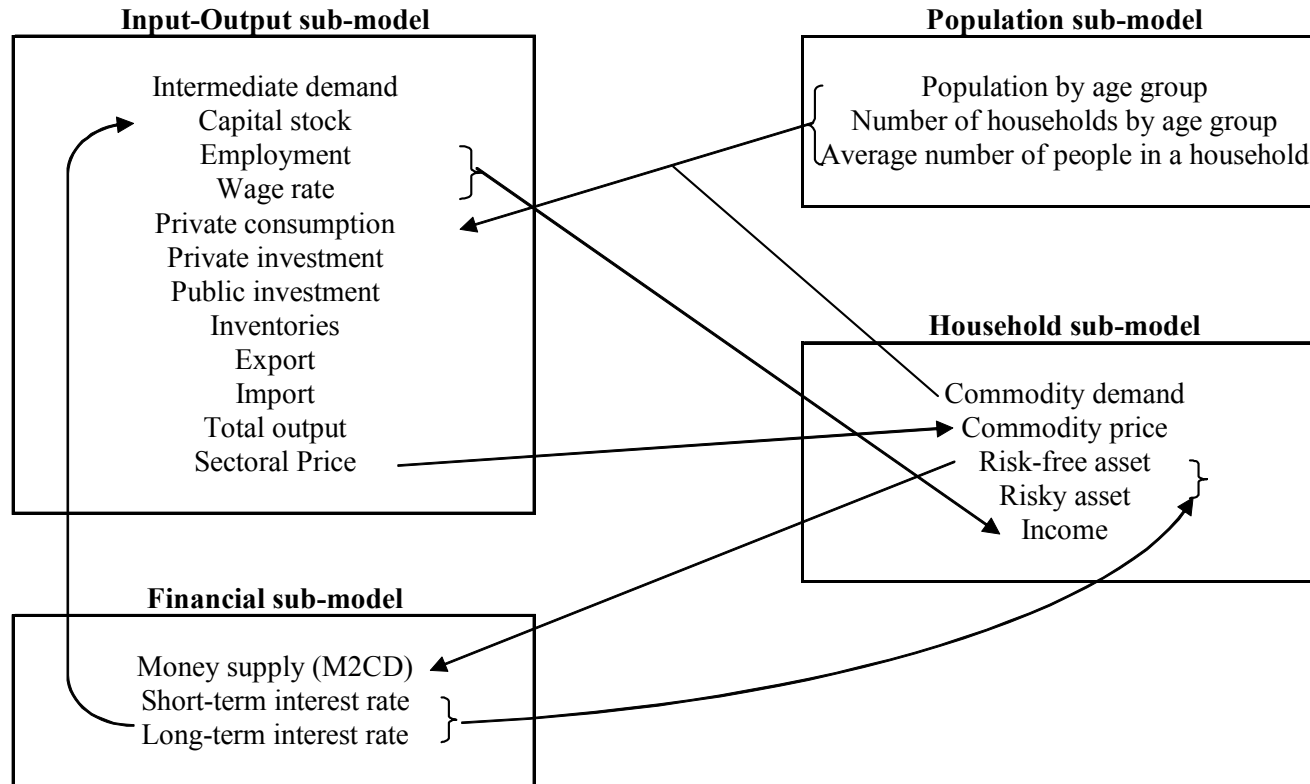 Input-Output sub-model
Intermediate demand
Capital stock
Employment
Wage rate
Private consumption
Private investment
Public investment
Inventories
Export
Import
Total output
Sectoral Price
Population sub-model
Population by age group
Number of households by age group
Average number of people in a household
Household sub-model
Commodity demand
Commodity price
Risk-free asset
Risky asset
Income
Financial sub-model
Money supply (M2CD)
Short-term interest rate
Long-term interest rate